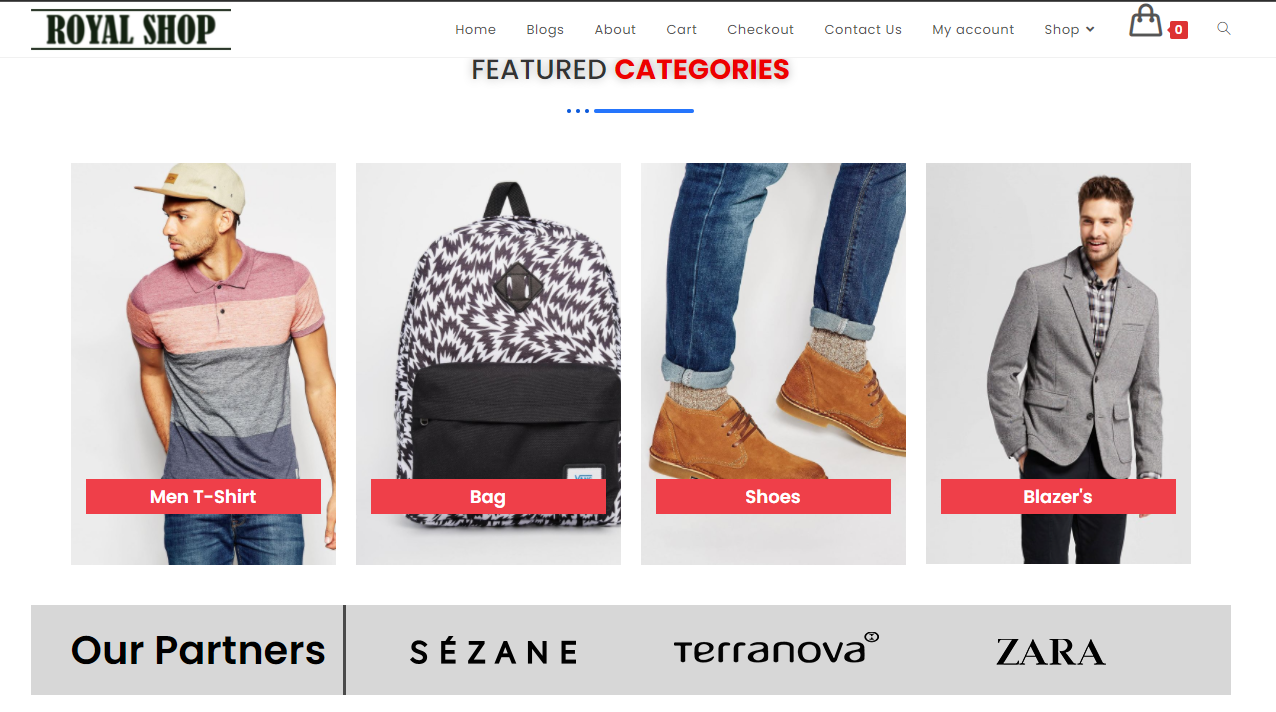 ROYAL SHOP
Home Blogs About Cart Checkout Contact Us My account Shop 0
FEATURED CATEGORIES
Men T-Shirt Bag Shoes Blazer's
Our Partners SÉZANE Terranova ZARA